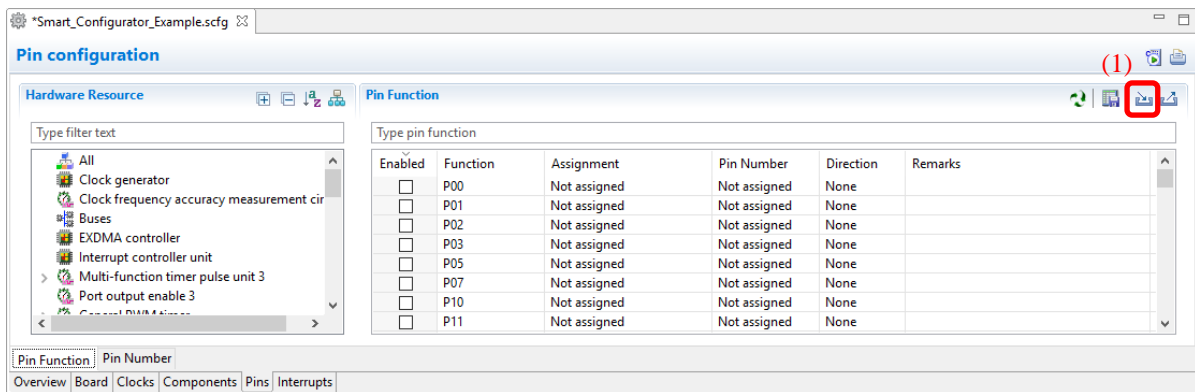 *Smart_Configurator_Example.scfg
Pin configuration
(1)
Hardware Resource
Pin Function
Type filter text
Type pin function
All
Clock generator
Clock frequency accuracy measurement cir
Buses
EXDMA controller
Interrupt controller unit
Multi-function timer pulse unit 3
Port output enable 3
General PWM timer
Enabled Function Assignment Pin Number Direction Remarks
P00 Not assigned Not assigned None
P01 Not assigned Not assigned None
P02 Not assigned Not assigned None
P03 Not assigned Not assigned None
P05 Not assigned Not assigned None
P07 Not assigned Not assigned None
P10 Not assigned Not assigned None
P11 Not assigned Not assigned None
Pin Function Pin Number
Overview Board Clocks Components Pins Interrupts